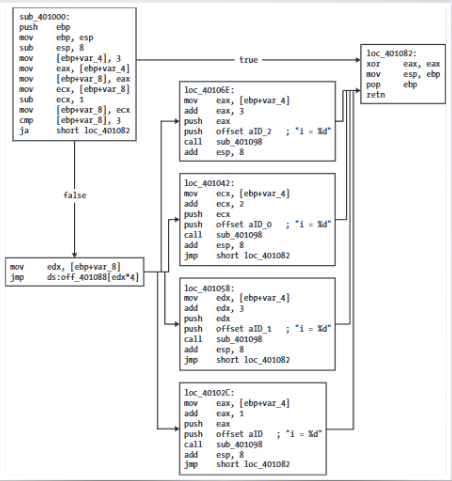 sub_401000:
push ebp
mov ebp, esp
sub esp, 8
mov [ebp+var_4], 3
mov eax, [ebp+var_4]
mov [ebp+var_8], eax
mov ecx, [ebp+var_8]
sub ecx, 1
mov [ebp+var_8], ecx
cmp [ebp+var_8], 3
ja short loc_401082
true
loc_401082:
xor eax, eax
mov esp, ebp
pop ebp
retn
false
mov edx, [ebp+var_8]
jmp ds:off_401088[edx*4]
loc_40106E:
mov eax, [ebp+var_4]
add eax, 3
push eax
push offset aID_2 ; "i = %d"
call sub_401098
add esp, 8
loc_401042:
mov ecx, [ebp+var_4]
add ecx, 2
push ecx
push offset aID_0 ; "i = %d"
call sub_401098
add esp, 8
jmp short loc_401082
loc_401058:
mov edx, [ebp+var_4]
add edx, 3
push edx
push offset aID_1 ; "i = %d"
call sub_401098
add esp, 8
jmp short loc_401082
loc_40102C:
mov eax, [ebp+var_4]
add eax, 1
push eax
push offset aID ; "i = %d"
call sub_401098
add esp, 8
jmp short loc_401082